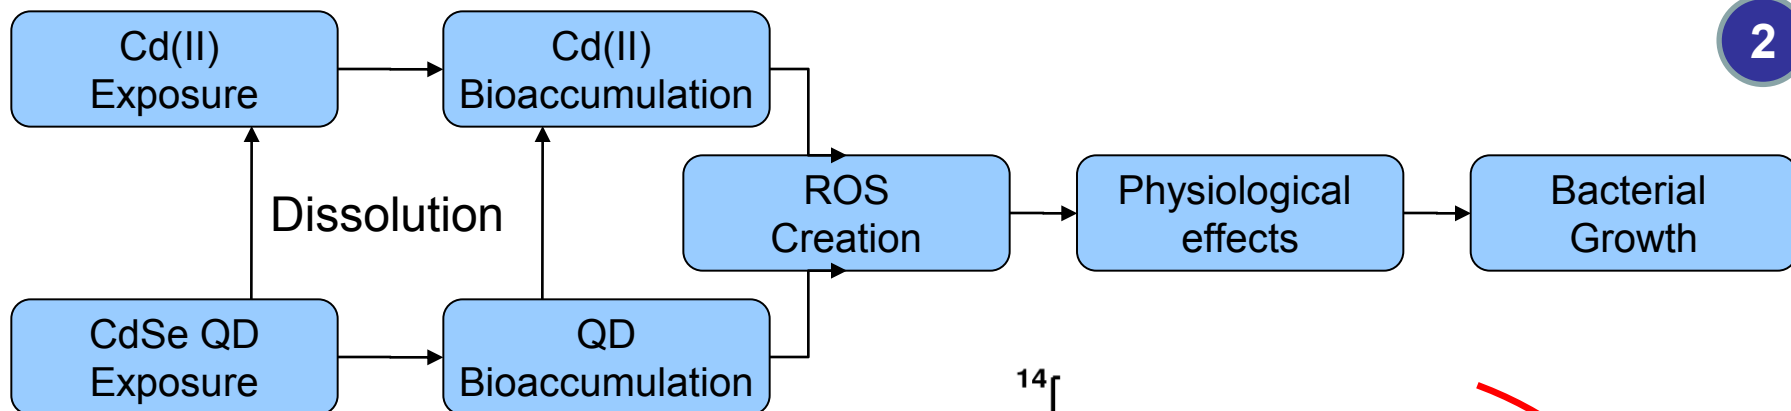 Cd(II)
Exposure
Cd(II)
Bioaccumulation
2
Dissolution
ROS
Creation
Physiological
effects
Bacterial
Growth
CdSe QD
Exposure
QD
Bioaccumulation
14